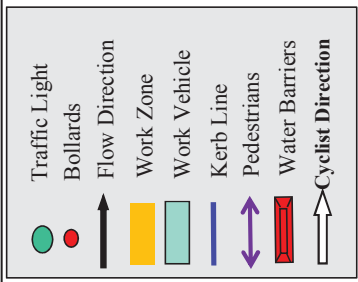 Traffic Light
Bollards
Flow Direction
Work Zone
Work Vehicle
Kerb Line
Pedestrians
Water Barriers
Cyclist Direction